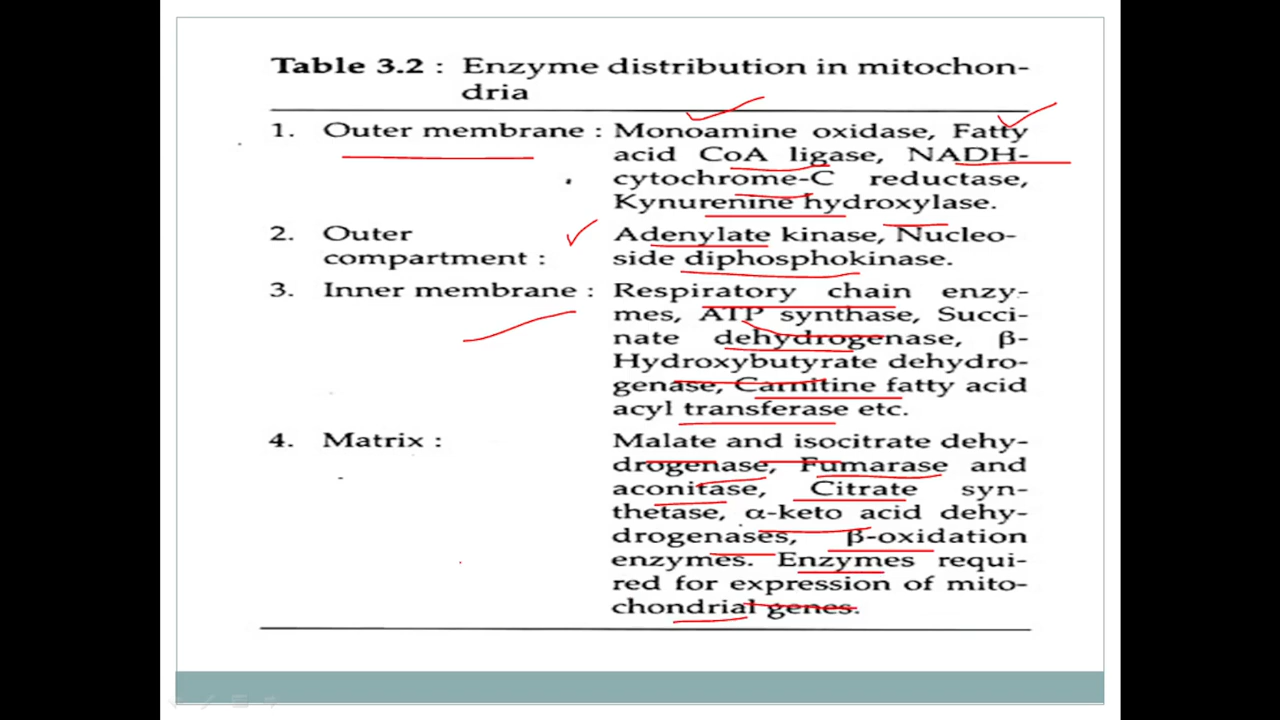 Table 3.2 : Enzyme distribution in mitochon-
dria
1. Outer membrane : Monoamine oxidase, Fatty
acid CoA ligase, NADH-
cytochrome-C reductase,
Kynurenine hydroxylase.
2. Outer Adenylate kinase, Nucleo-
compartment : side diphosphokinase.
3. Inner membrane : Respiratory chain enzy-
mes, ATP synthase, Succi-
nate dehydrogenase, β-
Hydroxybutyrate dehydro-
genase, Carnitine fatty acid
acyl transferase etc.
4. Matrix : Malate and isocitrate dehy-
drogenase, Fumarase and
aconitase, Citrate syn-
thetase, α-keto acid dehy-
drogenases, β-oxidation
enzymes. Enzymes requi-
red for expression of mito-
chondrial genes.